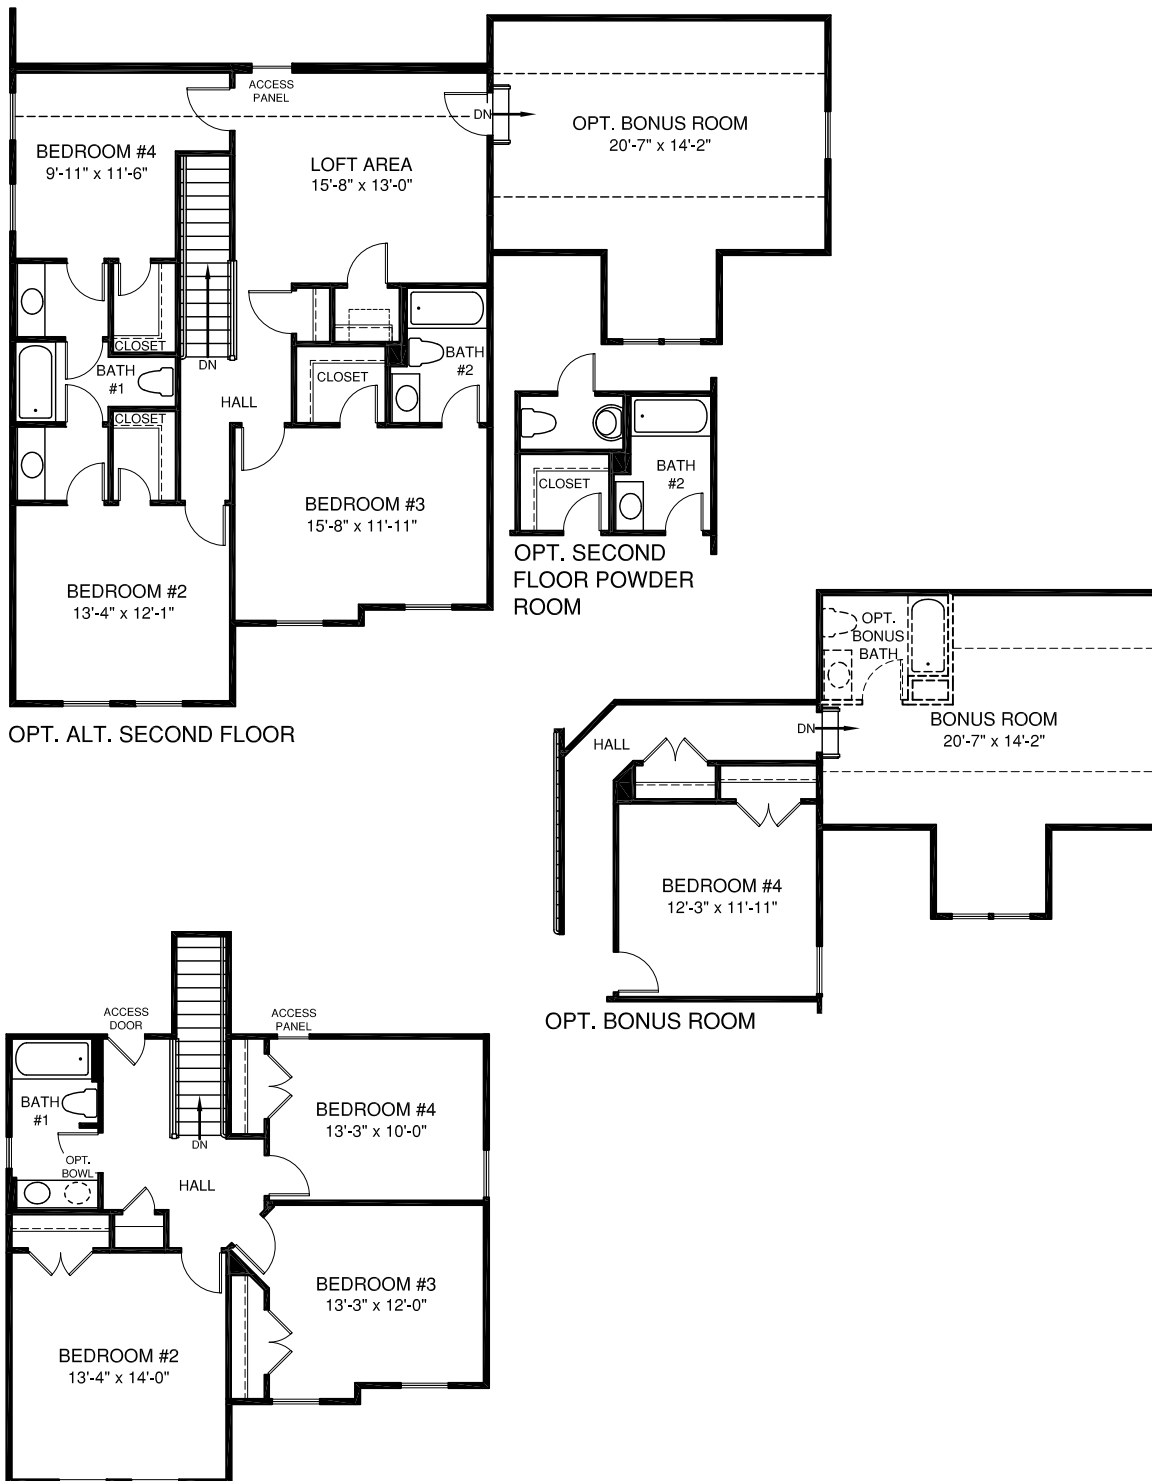 ACCESS
PANEL
BEDROOM #4
9'-11" x 11'-6"
LOFT AREA
15'-8" x 13'-0"
DN
OPT. BONUS ROOM
20'-7" x 14'-2"
CLOSET
BATH
#1
CLOSET
DN
HALL
CLOSET
BATH
#2
BEDROOM #3
15'-8" x 11'-11"
BEDROOM #2
13'-4" x 12'-1"
OPT. ALT. SECOND FLOOR
CLOSET
BATH
#2
OPT. SECOND
FLOOR POWDER
ROOM
OPT.
BONUS
BATH
BONUS ROOM
20'-7" x 14'-2"
DN
HALL
BEDROOM #4
12'-3" x 11'-11"
OPT. BONUS ROOM
ACCESS
DOOR
ACCESS
PANEL
BATH
#1
OPT.
BOWL
DN
HALL
BEDROOM #4
13'-3" x 10'-0"
BEDROOM #3
13'-3" x 12'-0"
BEDROOM #2
13'-4" x 14'-0"